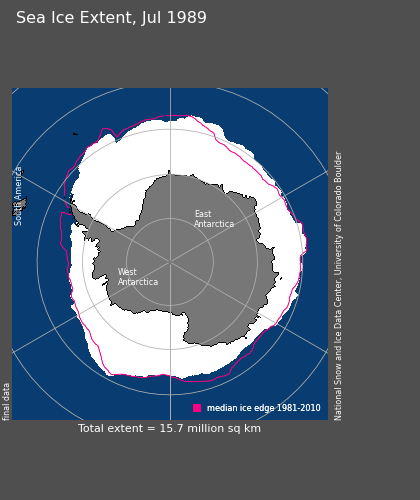 Sea Ice Extent, Jul 1989
South America
East
Antarctica
West
Antarctica
National Snow and Ice Data Center, University of Colorado Boulder
final data
median ice edge 1981-2010
Total extent = 15.7 million sq km